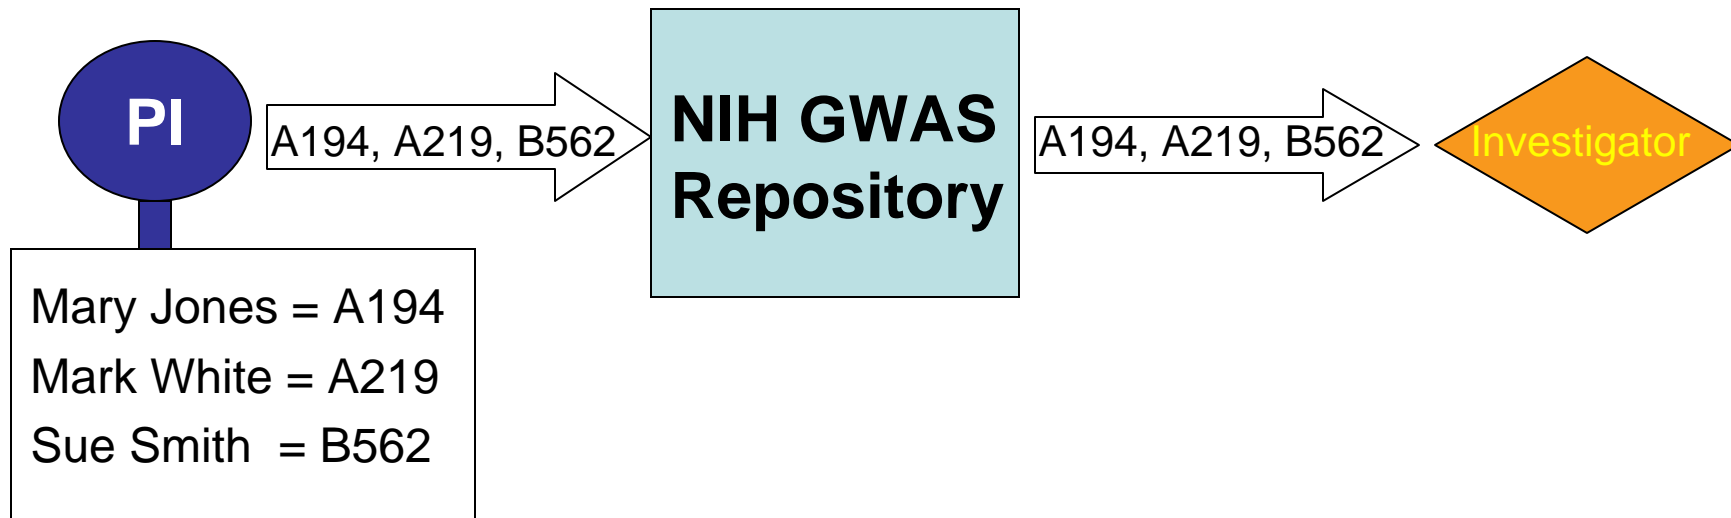 PI
A194, A219, B562
NIH GWAS
Repository
A194, A219, B562
Investigator
Mary Jones = A194
Mark White = A219
Sue Smith  = B562